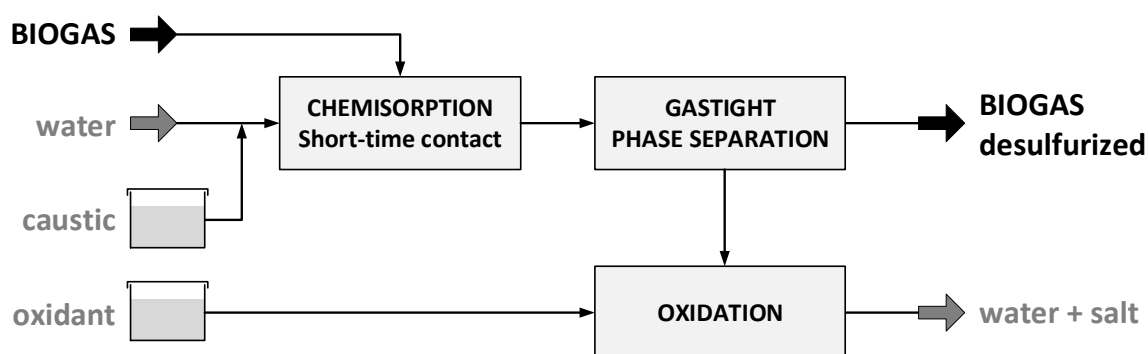 BIOGAS
water
caustic
oxidant
CHEMISORPTION
Short-time contact
GASTIGHT
PHASE SEPARATION
OXIDATION
BIOGAS
desulfurized
water + salt